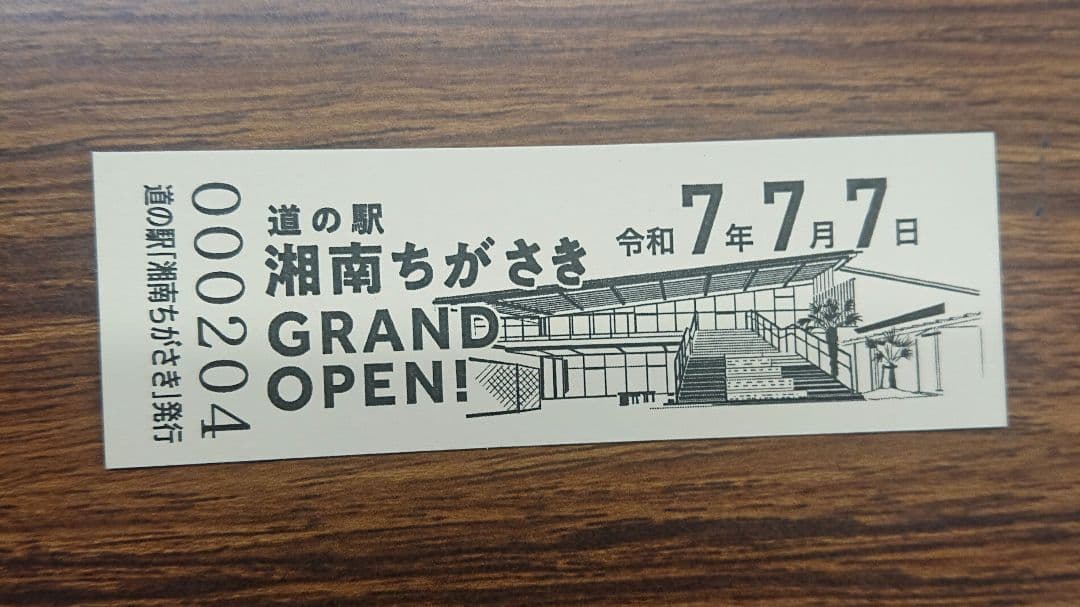 道の駅
湘南ちがさき
GRAND
OPEN!
令和7年7月7日
000204
道の駅「湘南ちがさき」発行